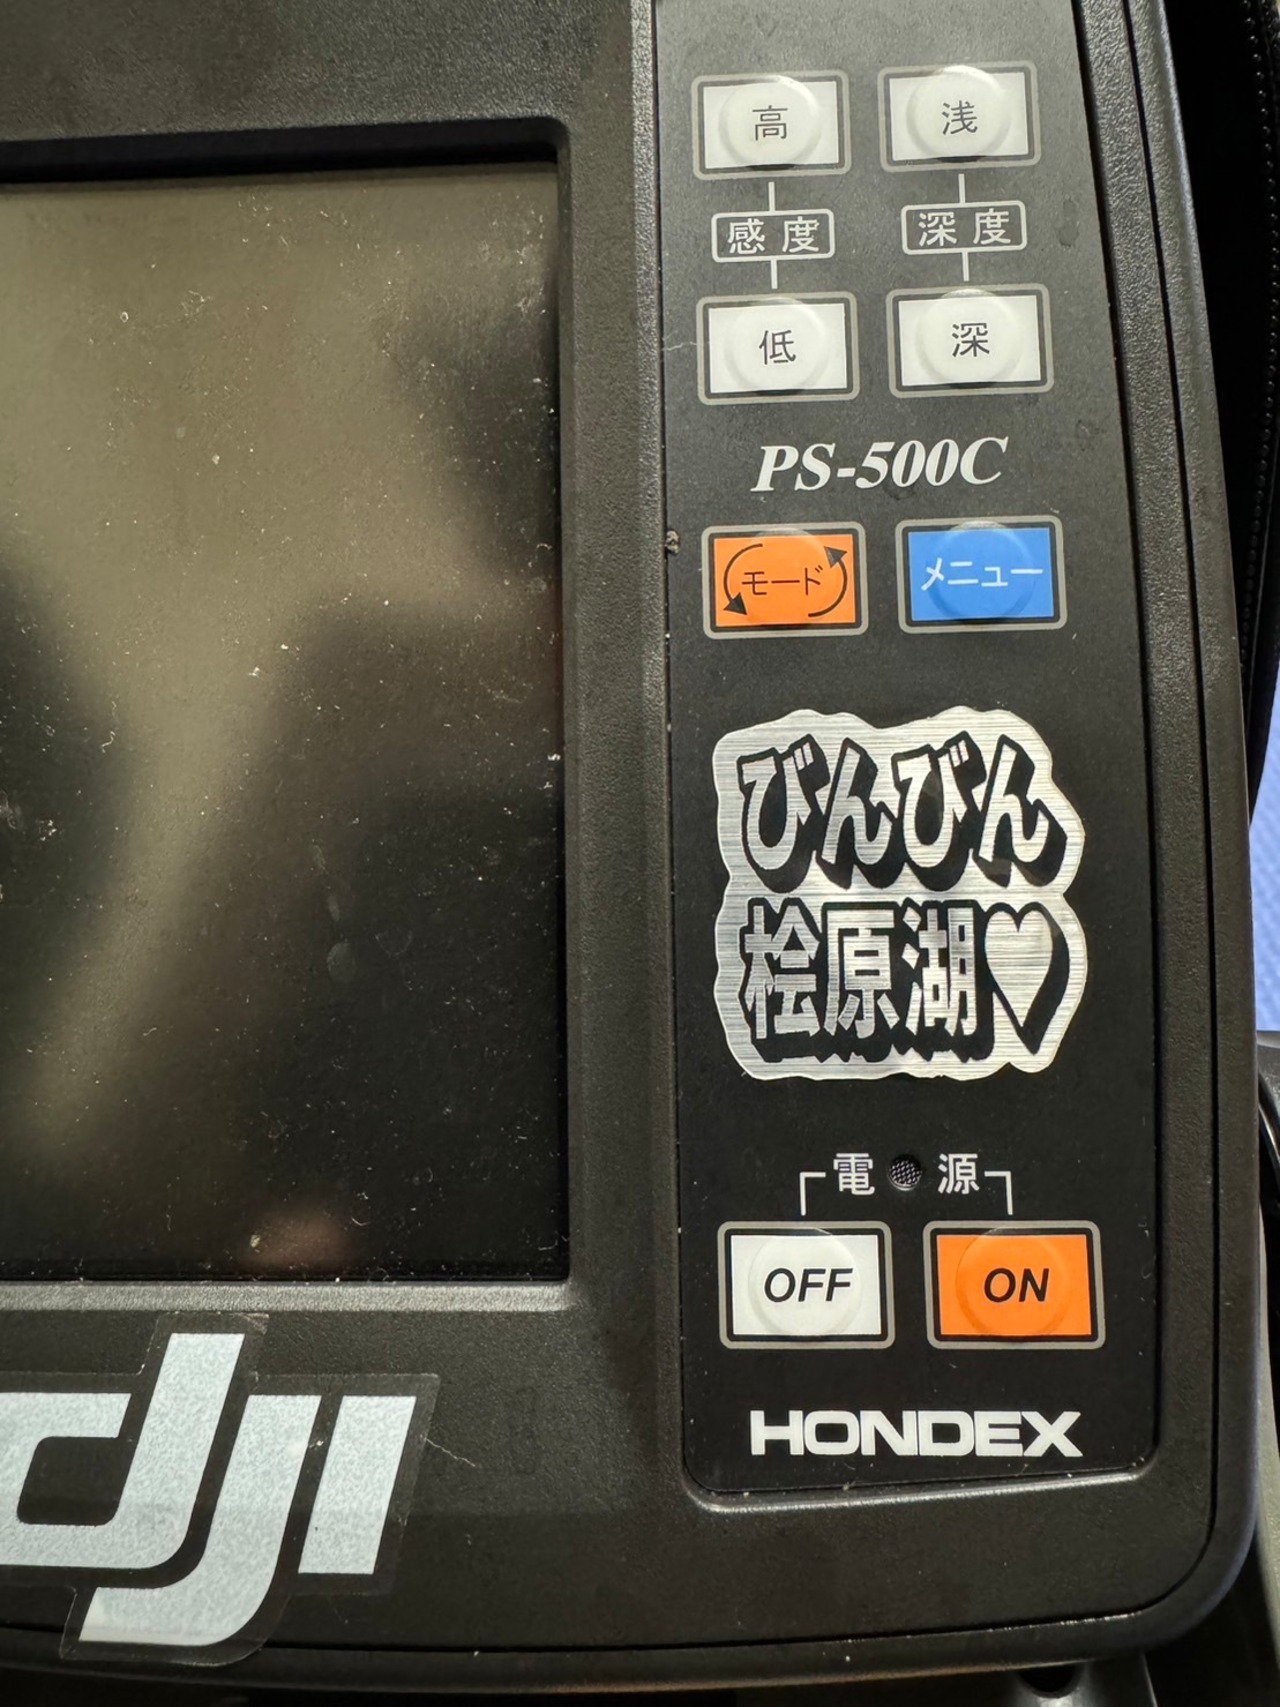 高 浅
感度 深度
低 深
PS-500C
モード メニュー
びんびん
桧原湖♥
電源
OFF ON
HONDEX
dji